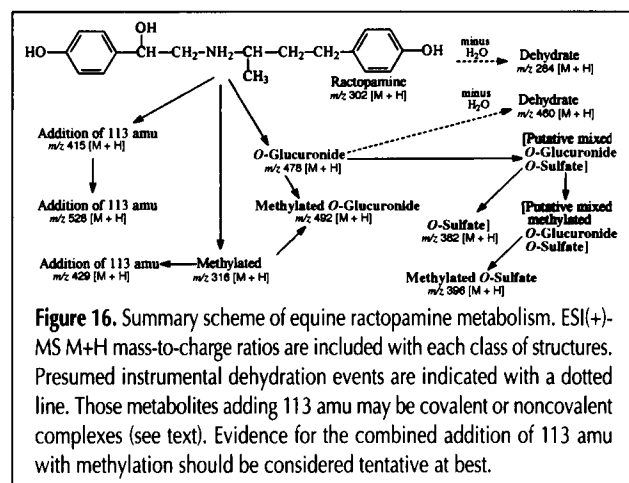 HO
OH
CH—CH₂—NH₂—CH—CH₂—CH₂
OH
CH₃
Ractopamine
m/z 302 [M + H]
minus
H₂O
Dehydrate
m/z 284 [M + H]
minus
H₂O
Dehydrate
m/z 460 [M + H]
Addition of 113 amu
m/z 415 [M + H]
O-Glucuronide
m/z 478 [M + H]
[Putative mixed
O-Glucuronide
O-Sulfate]
Addition of 113 amu
m/z 528 [M + H]
Methylated O-Glucuronide
m/z 492 [M + H]
O-Sulfate]
m/z 382 [M + H]
[Putative mixed
methylated
O-Glucuronide
O-Sulfate]
Addition of 113 amu
m/z 429 [M + H]
Methylated
m/z 316 [M + H]
Methylated O-Sulfate
m/z 396 [M + H]
Figure 16. Summary scheme of equine ractopamine metabolism. ESI(+)-
MS M+H mass-to-charge ratios are included with each class of structures.
Presumed instrumental dehydration events are indicated with a dotted
line. Those metabolites adding 113 amu may be covalent or noncovalent
complexes (see text). Evidence for the combined addition of 113 amu
with methylation should be considered tentative at best.